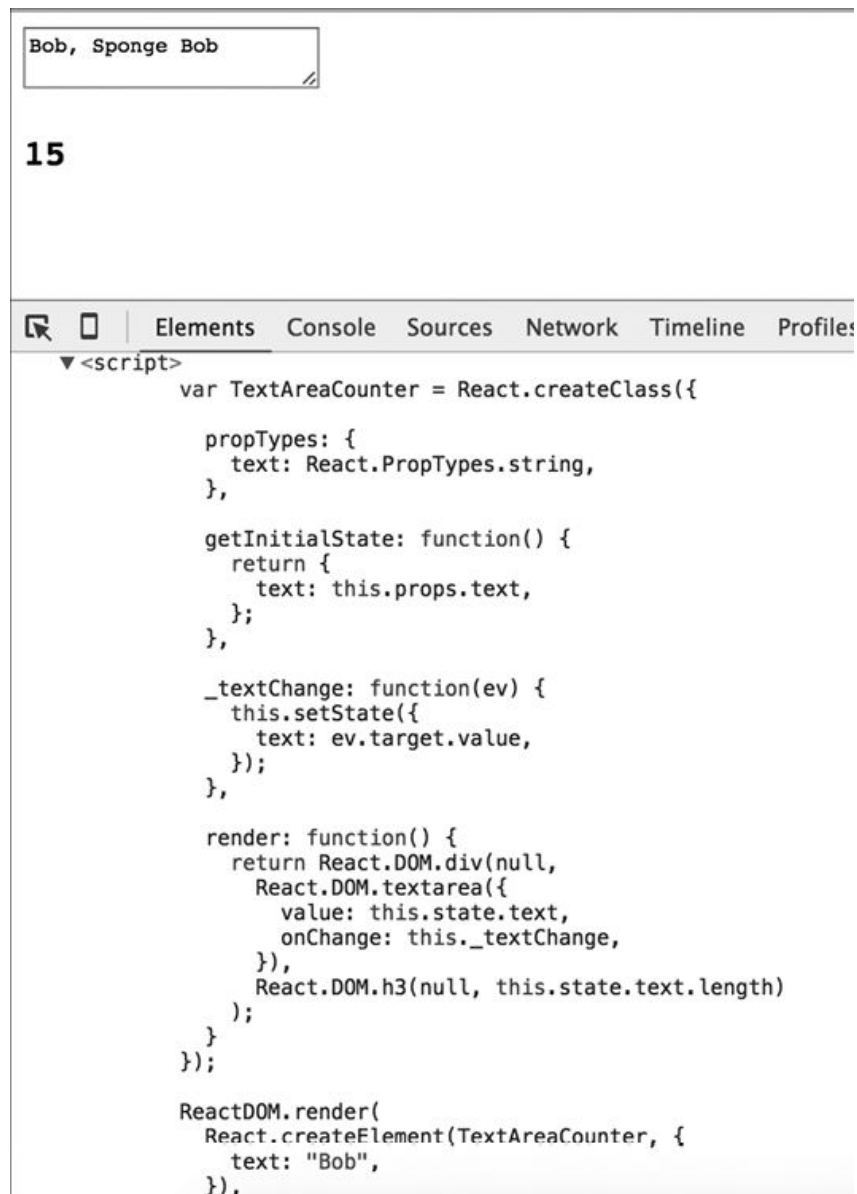 Bob, Sponge Bob
15
Elements Console Sources Network Timeline Profiles
▼<script>
var TextAreaCounter = React.createClass({
propTypes: {
text: React.PropTypes.string,
},
getInitialState: function() {
return {
text: this.props.text,
};
},
_textChange: function(ev) {
this.setState({
text: ev.target.value,
});
},
render: function() {
return React.DOM.div(null,
React.DOM.textarea({
value: this.state.text,
onChange: this._textChange,
}),
React.DOM.h3(null, this.state.text.length)
);
}
});
ReactDOM.render(
React.createElement(TextAreaCounter, {
text: "Bob",
}),